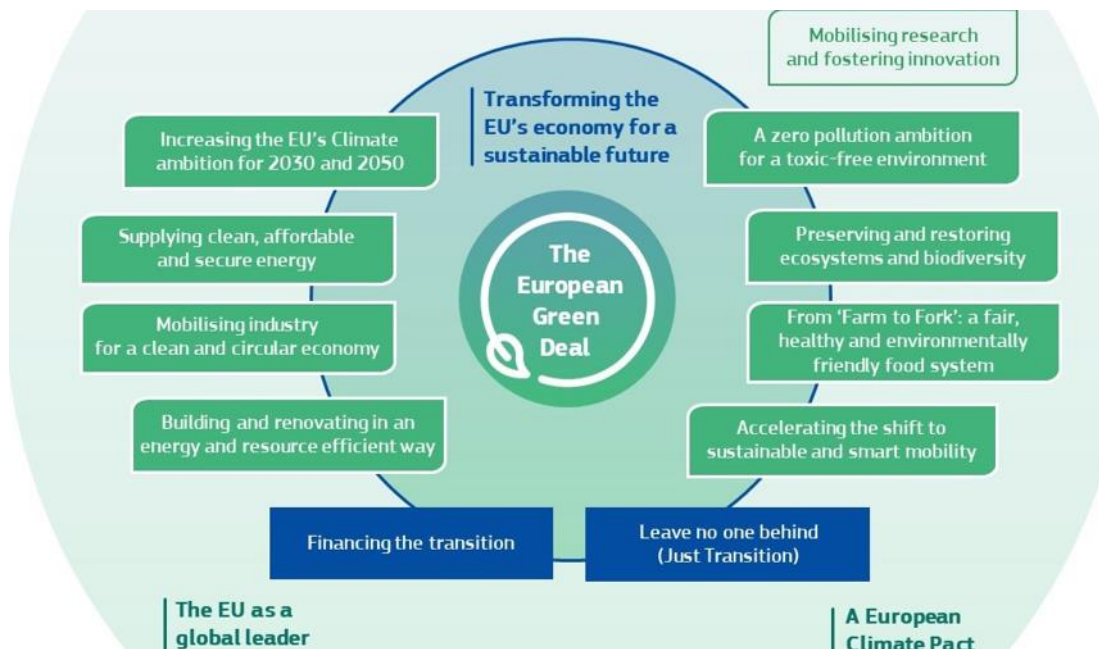 Mobilising research
and fostering innovation
Transforming the
EU's economy for a
sustainable future
Increasing the EU's Climate
ambition for 2030 and 2050
A zero pollution ambition
for a toxic-free environment
Supplying clean, affordable
and secure energy
Preserving and restoring
ecosystems and biodiversity
The
European
Green
Deal
Mobilising industry
for a clean and circular economy
From ‘Farm to Fork’: a fair,
healthy and environmentally
friendly food system
Building and renovating in an
energy and resource efficient way
Accelerating the shift to
sustainable and smart mobility
Financing the transition
Leave no one behind
(Just Transition)
The EU as a
global leader
A European
Climate Pact